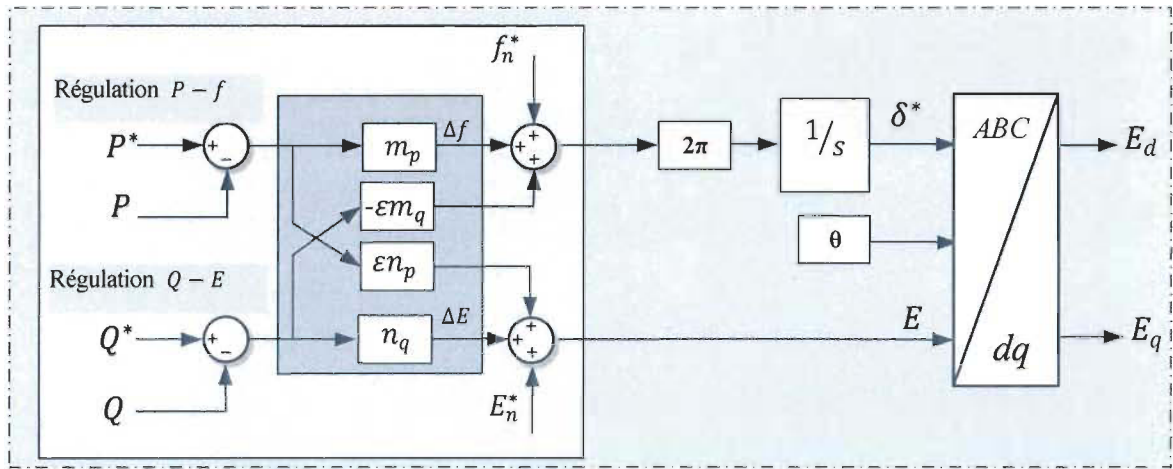 Régulation P – f
P*
P
+
-
m_p
Δf
-εm_q
εn_p
Régulation Q – E
Q*
Q
+
-
n_q
ΔE
f_n*
+
+
+
E_n*
+
+
+
2π
1/s
δ*
θ
E
ABC
dq
E_d
E_q